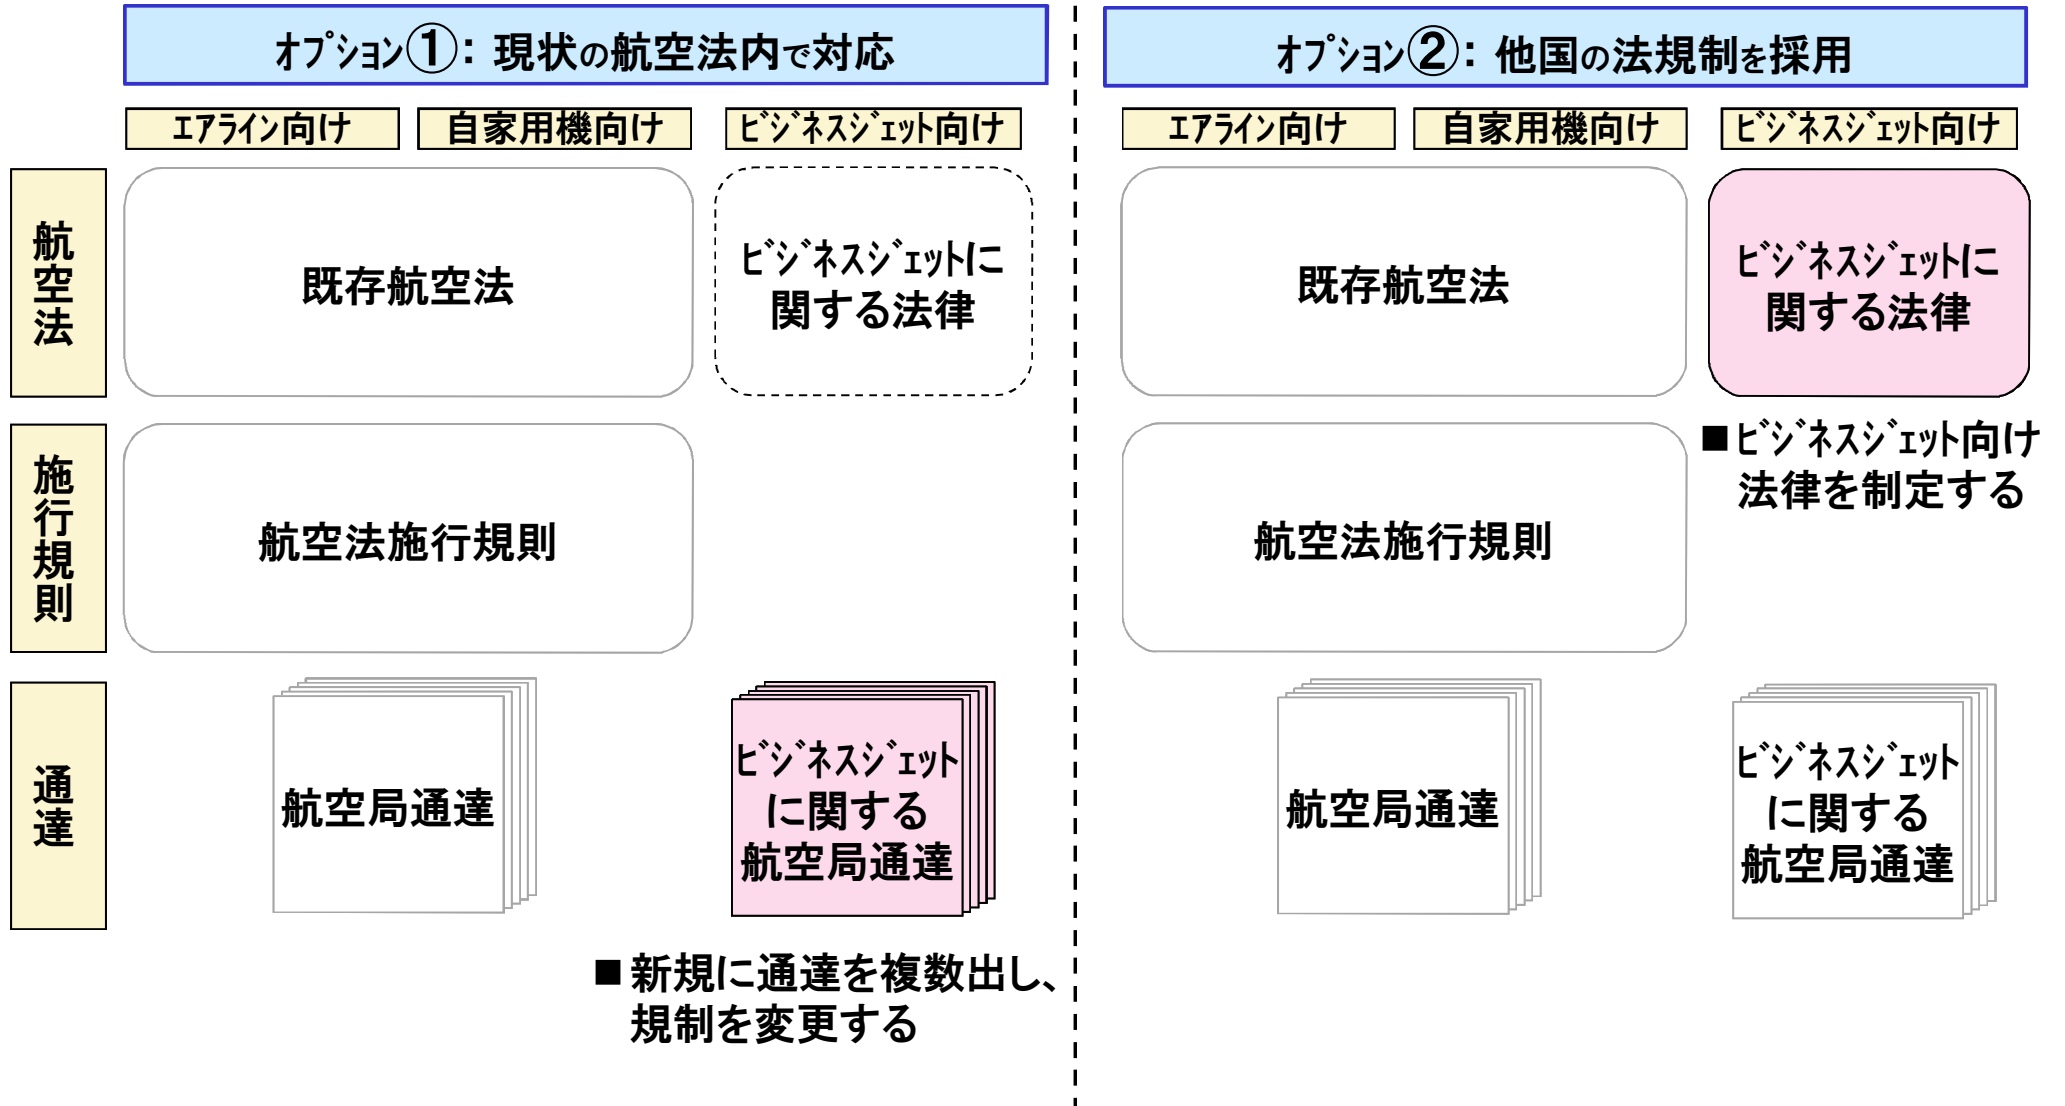 オプション①：現状の航空法内で対応
エアライン向け
自家用機向け
ビジネスジェット向け
航空法
既存航空法
ビジネスジェットに
関する法律
施行規則
航空法施行規則
通達
航空局通達
ビジネスジェット
に関する
航空局通達
■新規に通達を複数出し、
規制を変更する
オプション②：他国の法規制を採用
エアライン向け
自家用機向け
ビジネスジェット向け
既存航空法
ビジネスジェットに
関する法律
■ビジネスジェット向け
法律を制定する
航空法施行規則
航空局通達
ビジネスジェット
に関する
航空局通達